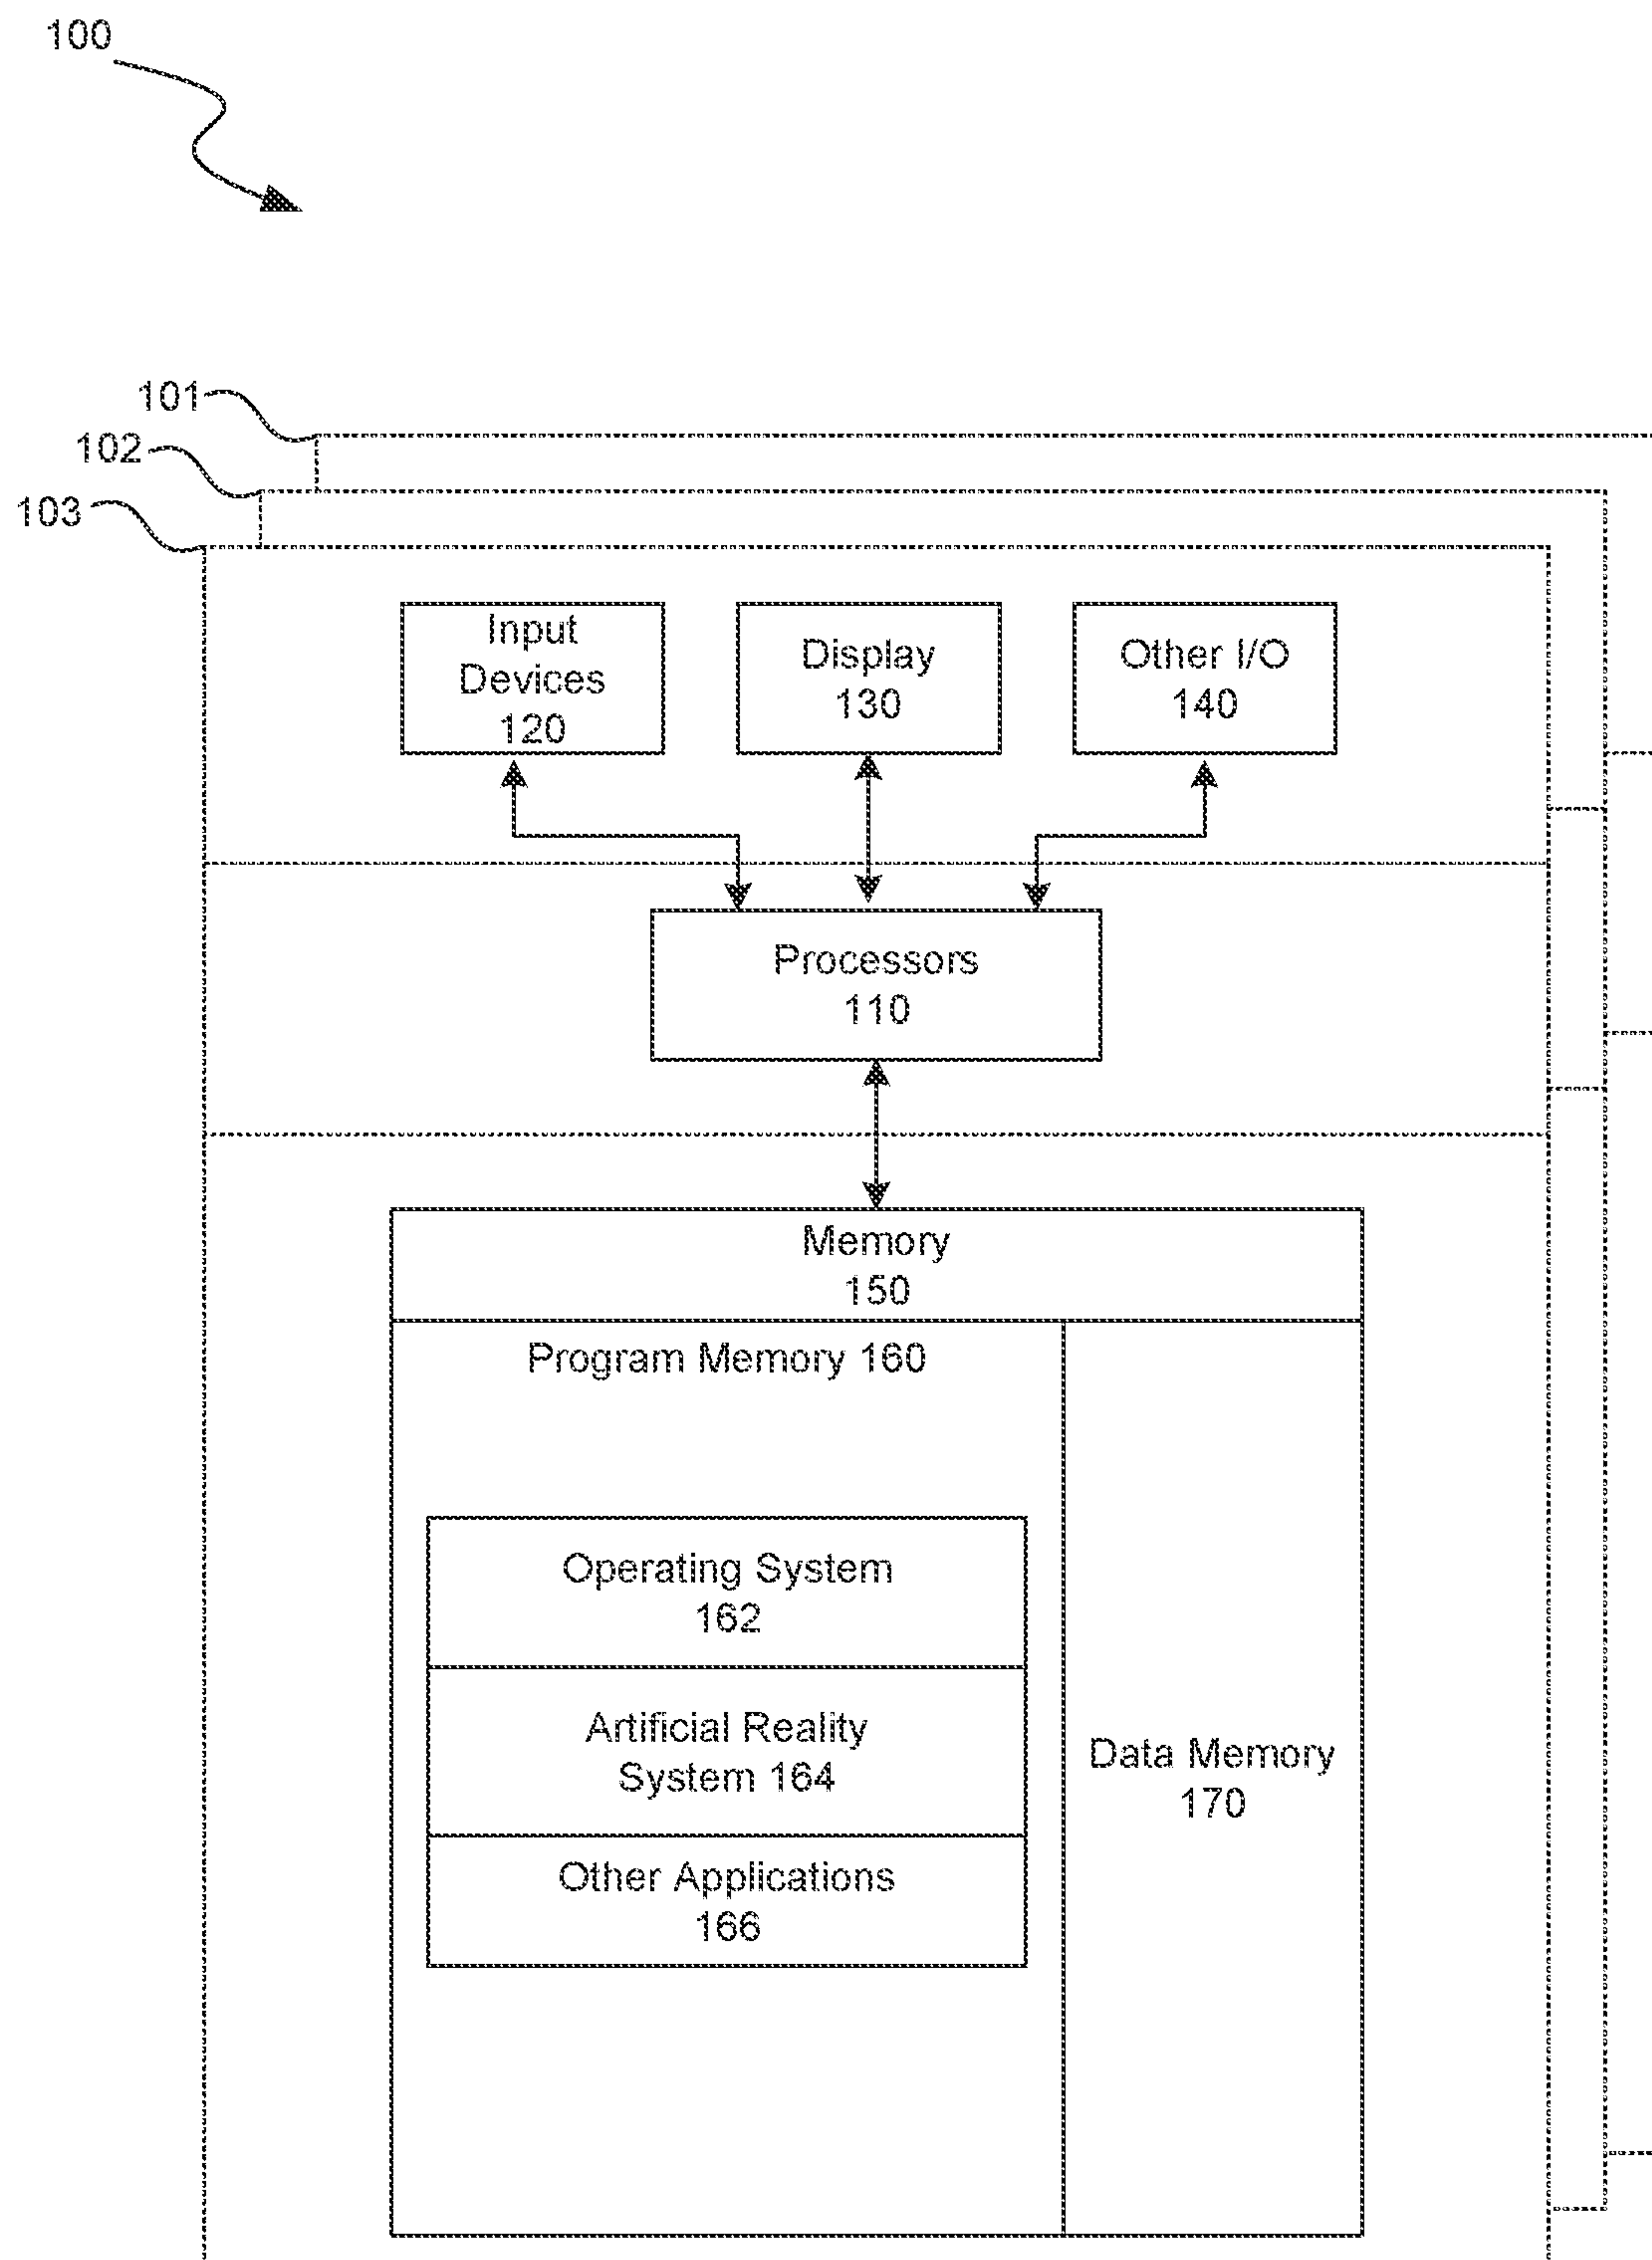 100
101
102
103
Input
Devices
120
Display
130
Other I/O
140
Processors
110
Memory
150
Program Memory 160
Operating System
162
Artificial Reality
System 164
Other Applications
166
Data Memory
170